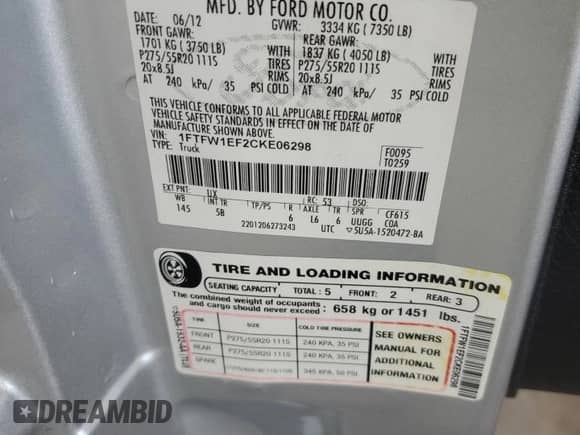 MFD. BY FORD MOTOR CO.
DATE: 06/12 GVWR: 3334 KG ( 7350 LB)
FRONT GAWR: REAR GAWR:
1701 KG ( 3750 LB) 1837 KG ( 4050 LB)
P275/55R20 111S TIRES P275/55R20 111S TIRES
20x8.5J RIMS 20x8.5J RIMS
AT 240 kPa/ 35 PSI COLD AT 240 kPa/ 35 PSI COLD
THIS VEHICLE CONFORMS TO ALL APPLICABLE FEDERAL MOTOR
VEHICLE SAFETY AND BUMPER STANDARDS IN EFFECT ON THE DATE OF
MANUFACTURE SHOWN ABOVE.
VIN: 1FTFW1EF2CKE06298
TYPE: Truck
F0095
T0259
EXT PNT: UX RC: 53 DSO:
WB INT TR TP/PS R AXLE TR SPR CF615
145 5B 6 L6 6 UUGG COA
2201206273243 UTC ▽5U5A-1520472-BA
TIRE AND LOADING INFORMATION
SEATING CAPACITY TOTAL: 5 FRONT: 2 REAR: 3
The combined weight of occupants
and cargo should never exceed: 658 kg or 1451 lbs.
TIRE SIZE COLD TIRE PRESSURE
FRONT P275/55R20 111S 240 KPA, 35 PSI
REAR P275/55R20 111S 240 KPA, 35 PSI
SPARE 345 KPA, 50 PSI
SEE OWNERS
MANUAL FOR
ADDITIONAL
INFORMATION
1FTFW1EF2CKE06298
DREAMBID